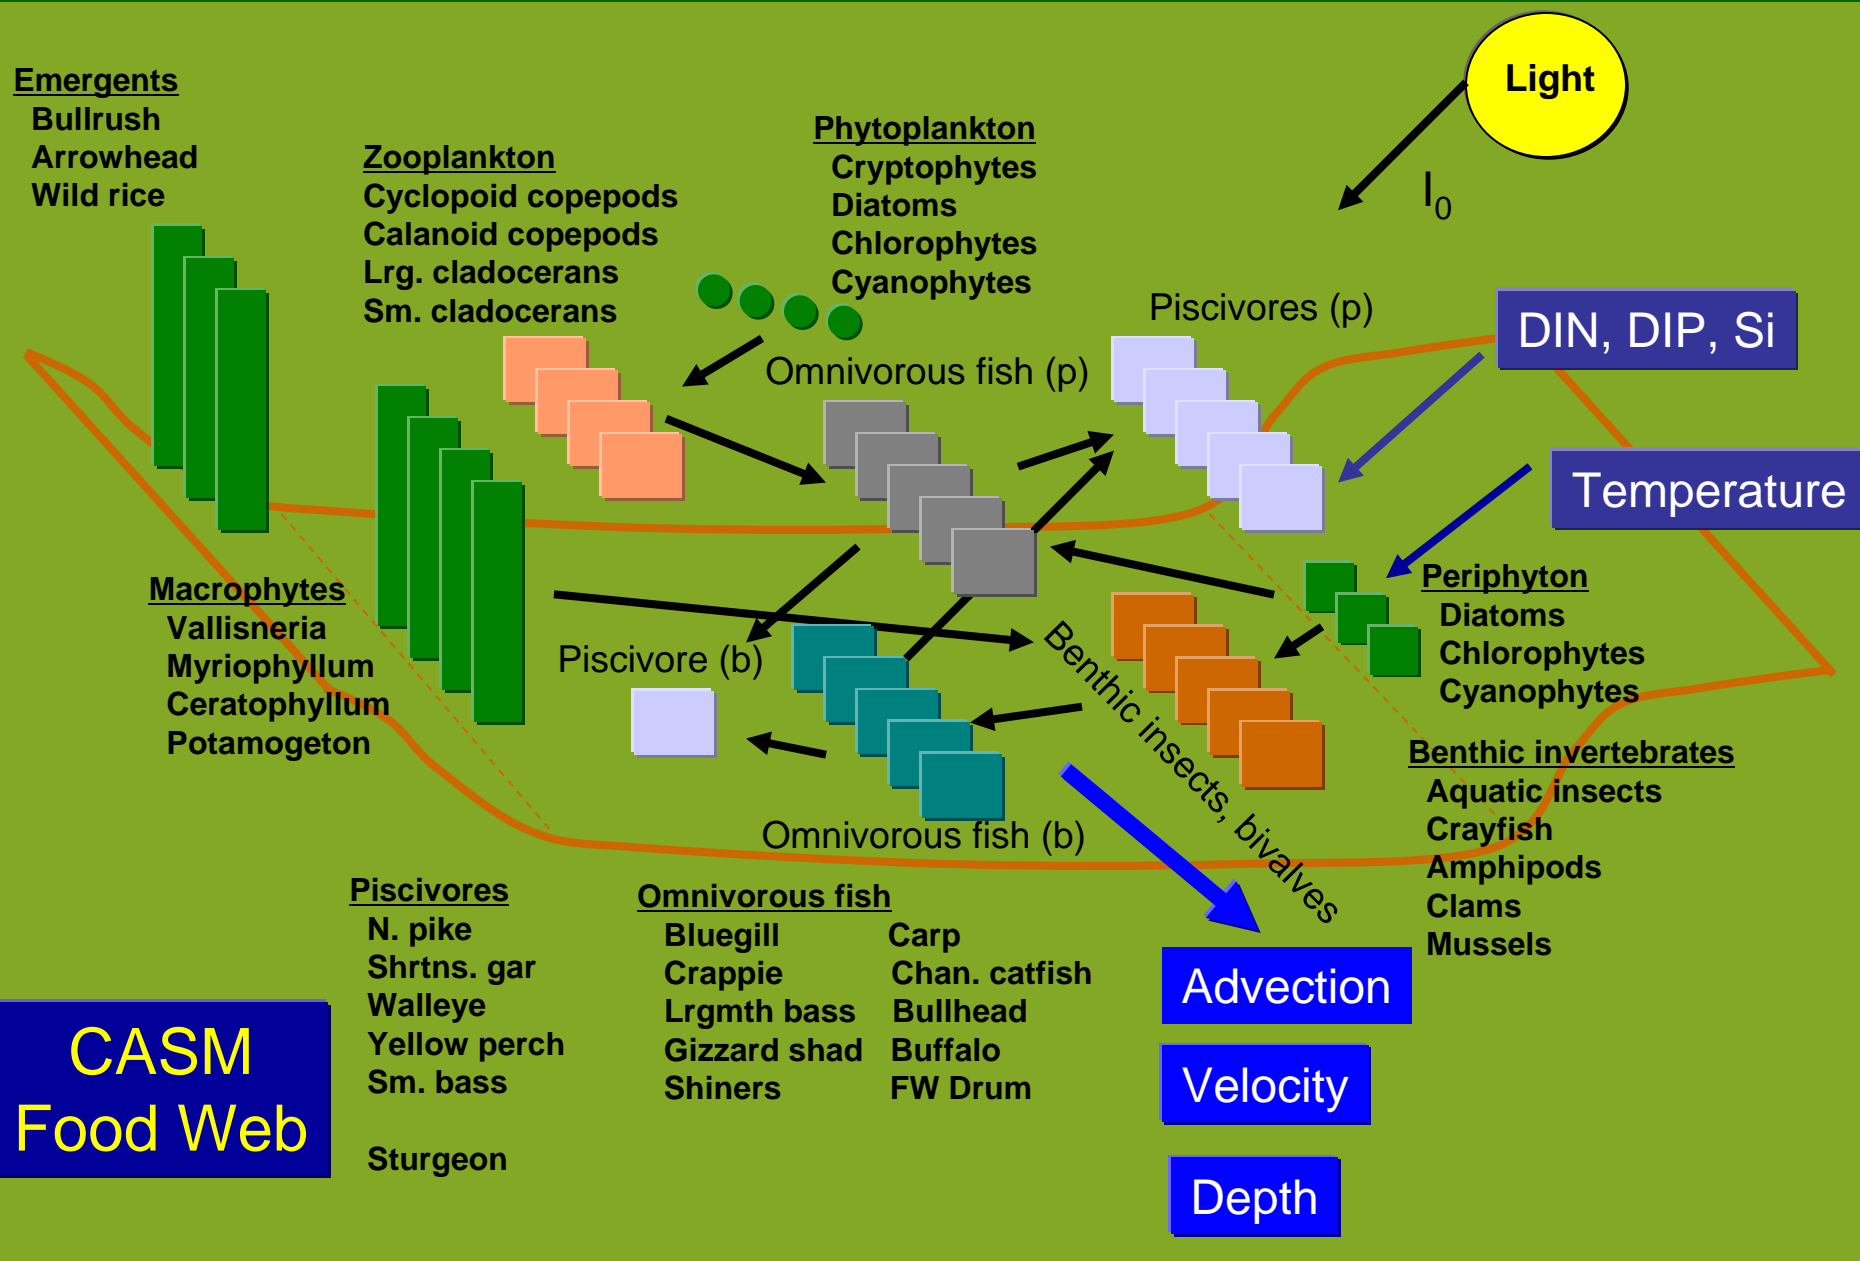 Light
I0
Emergents
Bullrush
Arrowhead
Wild rice
Zooplankton
Cyclopoid copepods
Calanoid copepods
Lrg. cladocerans
Sm. cladocerans
Phytoplankton
Cryptophytes
Diatoms
Chlorophytes
Cyanophytes
Piscivores (p)
DIN, DIP, Si
Omnivorous fish (p)
Temperature
Macrophytes
Vallisneria
Myriophyllum
Ceratophyllum
Potamogeton
Piscivore (b)
Omnivorous fish (b)
Benthic insects, bivalves
Periphyton
Diatoms
Chlorophytes
Cyanophytes
Benthic invertebrates
Aquatic insects
Crayfish
Amphipods
Clams
Mussels
Piscivores
N. pike
Shrtns. gar
Walleye
Yellow perch
Sm. bass
Sturgeon
Omnivorous fish
Bluegill Carp
Crappie Chan. catfish
Lrgmth bass Bullhead
Gizzard shad Buffalo
Shiners FW Drum
Advection
Velocity
Depth
CASM
Food Web